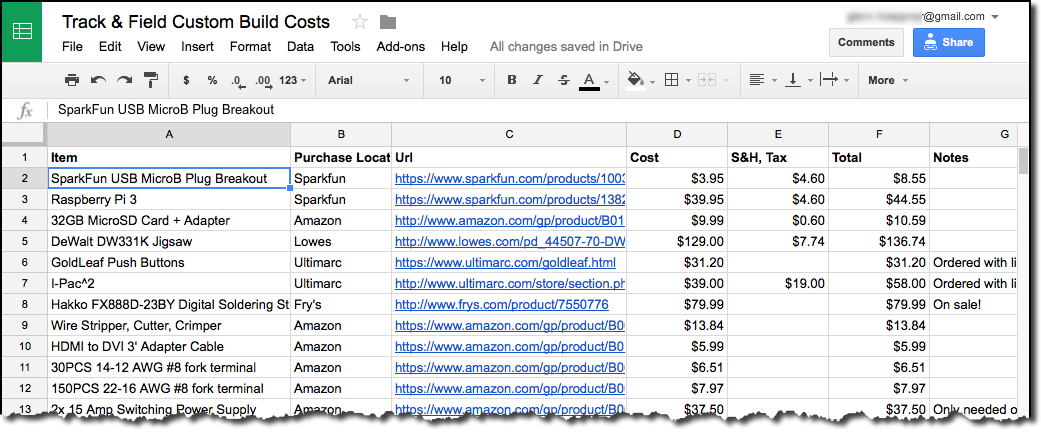 Track & Field Custom Build Costs
@gmail.com
File Edit View Insert Format Data Tools Add-ons Help All changes saved in Drive
Comments Share
$ % .0 .00 123 Arial 10 B I S A More
fx SparkFun USB MicroB Plug Breakout
A B C D E F G
1 Item Purchase Locat Url Cost S&H, Tax Total Notes
2 SparkFun USB MicroB Plug Breakout Sparkfun https://www.sparkfun.com/products/1003 $3.95 $4.60 $8.55
3 Raspberry Pi 3 Sparkfun https://www.sparkfun.com/products/1382 $39.95 $4.60 $44.55
4 32GB MicroSD Card + Adapter Amazon http://www.amazon.com/gp/product/B01 $9.99 $0.60 $10.59
5 DeWalt DW331K Jigsaw Lowes http://www.lowes.com/pd_44507-70-DW $129.00 $7.74 $136.74
6 GoldLeaf Push Buttons Ultimarc http://www.ultimarc.com/goldleaf.html $31.20 $31.20 Ordered with li
7 I-Pac^2 Ultimarc http://www.ultimarc.com/store/section.ph $39.00 $19.00 $58.00 Ordered with li
8 Hakko FX888D-23BY Digital Soldering St Fry's http://www.frys.com/product/7550776 $79.99 $79.99 On sale!
9 Wire Stripper, Cutter, Crimper Amazon https://www.amazon.com/gp/product/B0 $13.84 $13.84
10 HDMI to DVI 3' Adapter Cable Amazon https://www.amazon.com/gp/product/B0 $5.99 $5.99
11 30PCS 14-12 AWG #8 fork terminal Amazon https://www.amazon.com/gp/product/B0 $6.51 $6.51
12 150PCS 22-16 AWG #8 fork terminal Amazon https://www.amazon.com/gp/product/B0 $7.97 $7.97
13 2x 15 Amp Switching Power Supply Amazon https://www.amazon.com/gp/product/B0 $37.50 $37.50 Only needed o